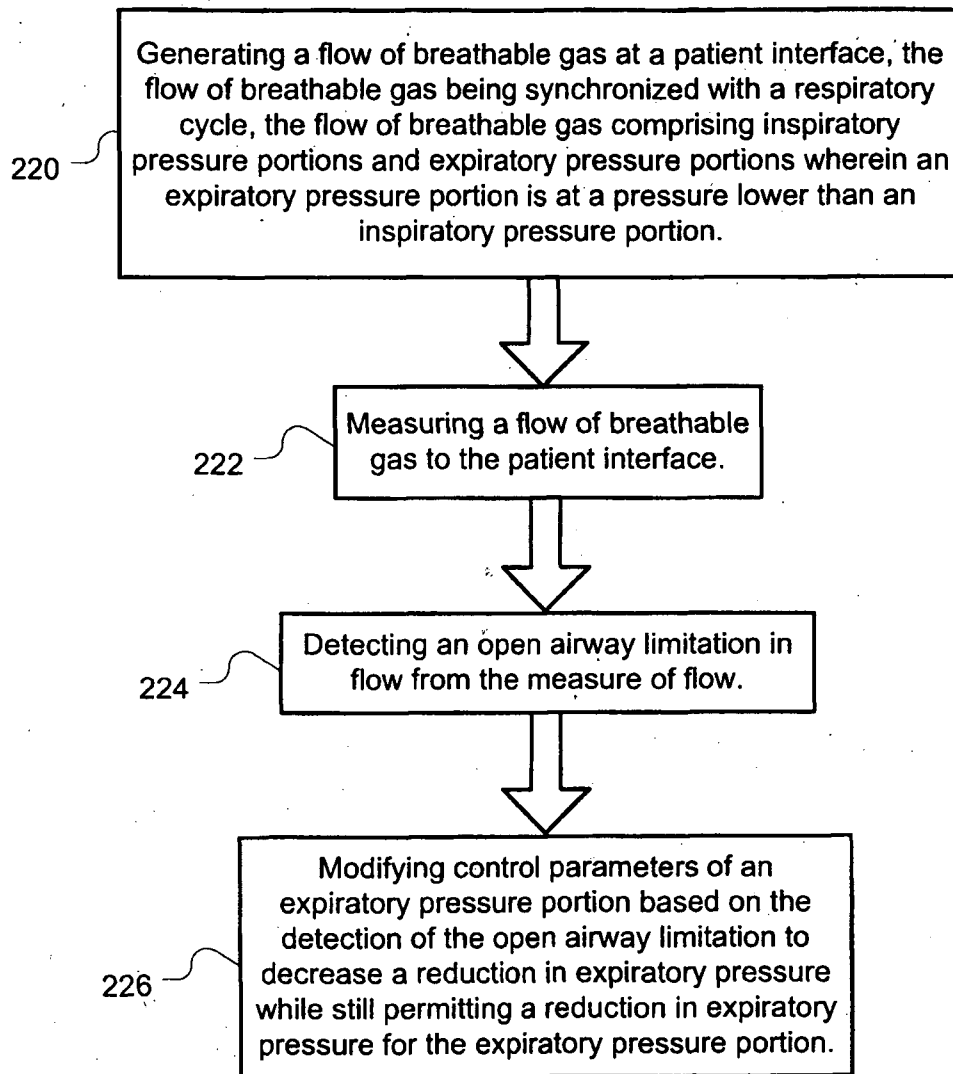 Generating a flow of breathable gas at a patient interface, the
flow of breathable gas being synchronized with a respiratory
cycle, the flow of breathable gas comprising inspiratory
pressure portions and expiratory pressure portions wherein an
expiratory pressure portion is at a pressure lower than an
inspiratory pressure portion.
220
Measuring a flow of breathable
gas to the patient interface.
222
Detecting an open airway limitation in
flow from the measure of flow.
224
Modifying control parameters of an
expiratory pressure portion based on the
detection of the open airway limitation to
decrease a reduction in expiratory pressure
while still permitting a reduction in expiratory
pressure for the expiratory pressure portion.
226